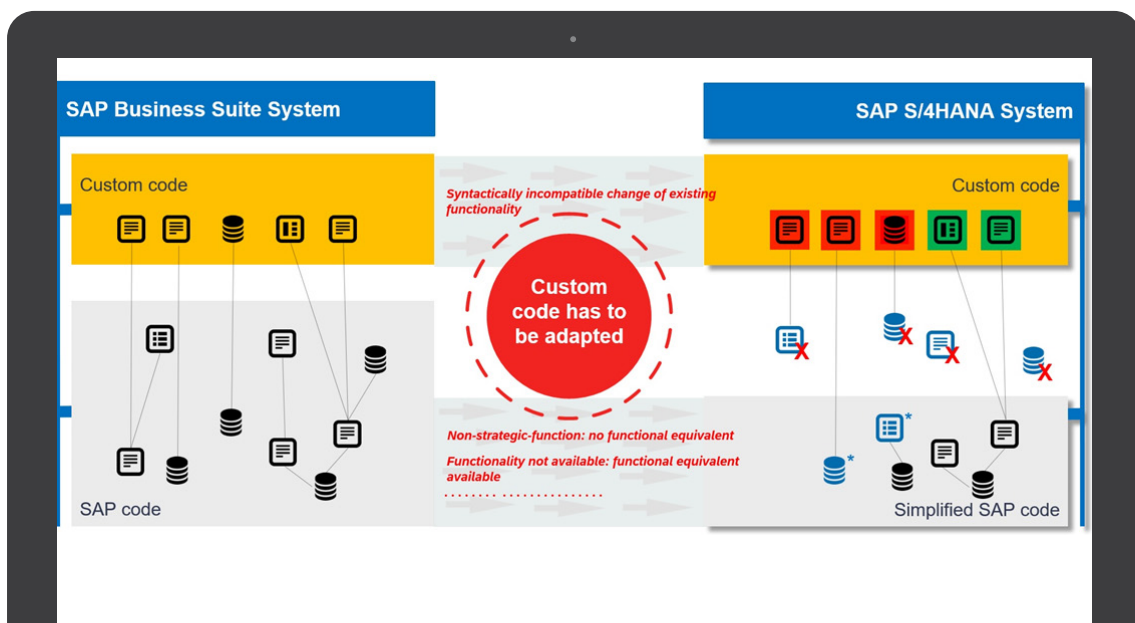 SAP Business Suite System
SAP S/4HANA System
Custom code
Syntactically incompatible change of existing
functionality
Custom code
Custom
code has to
be adapted
Non-strategic-function: no functional equivalent
Functionality not available: functional equivalent
available
. . . . . . . . . . . . . . . . . . . . . . .
*
*
SAP code
Simplified SAP code